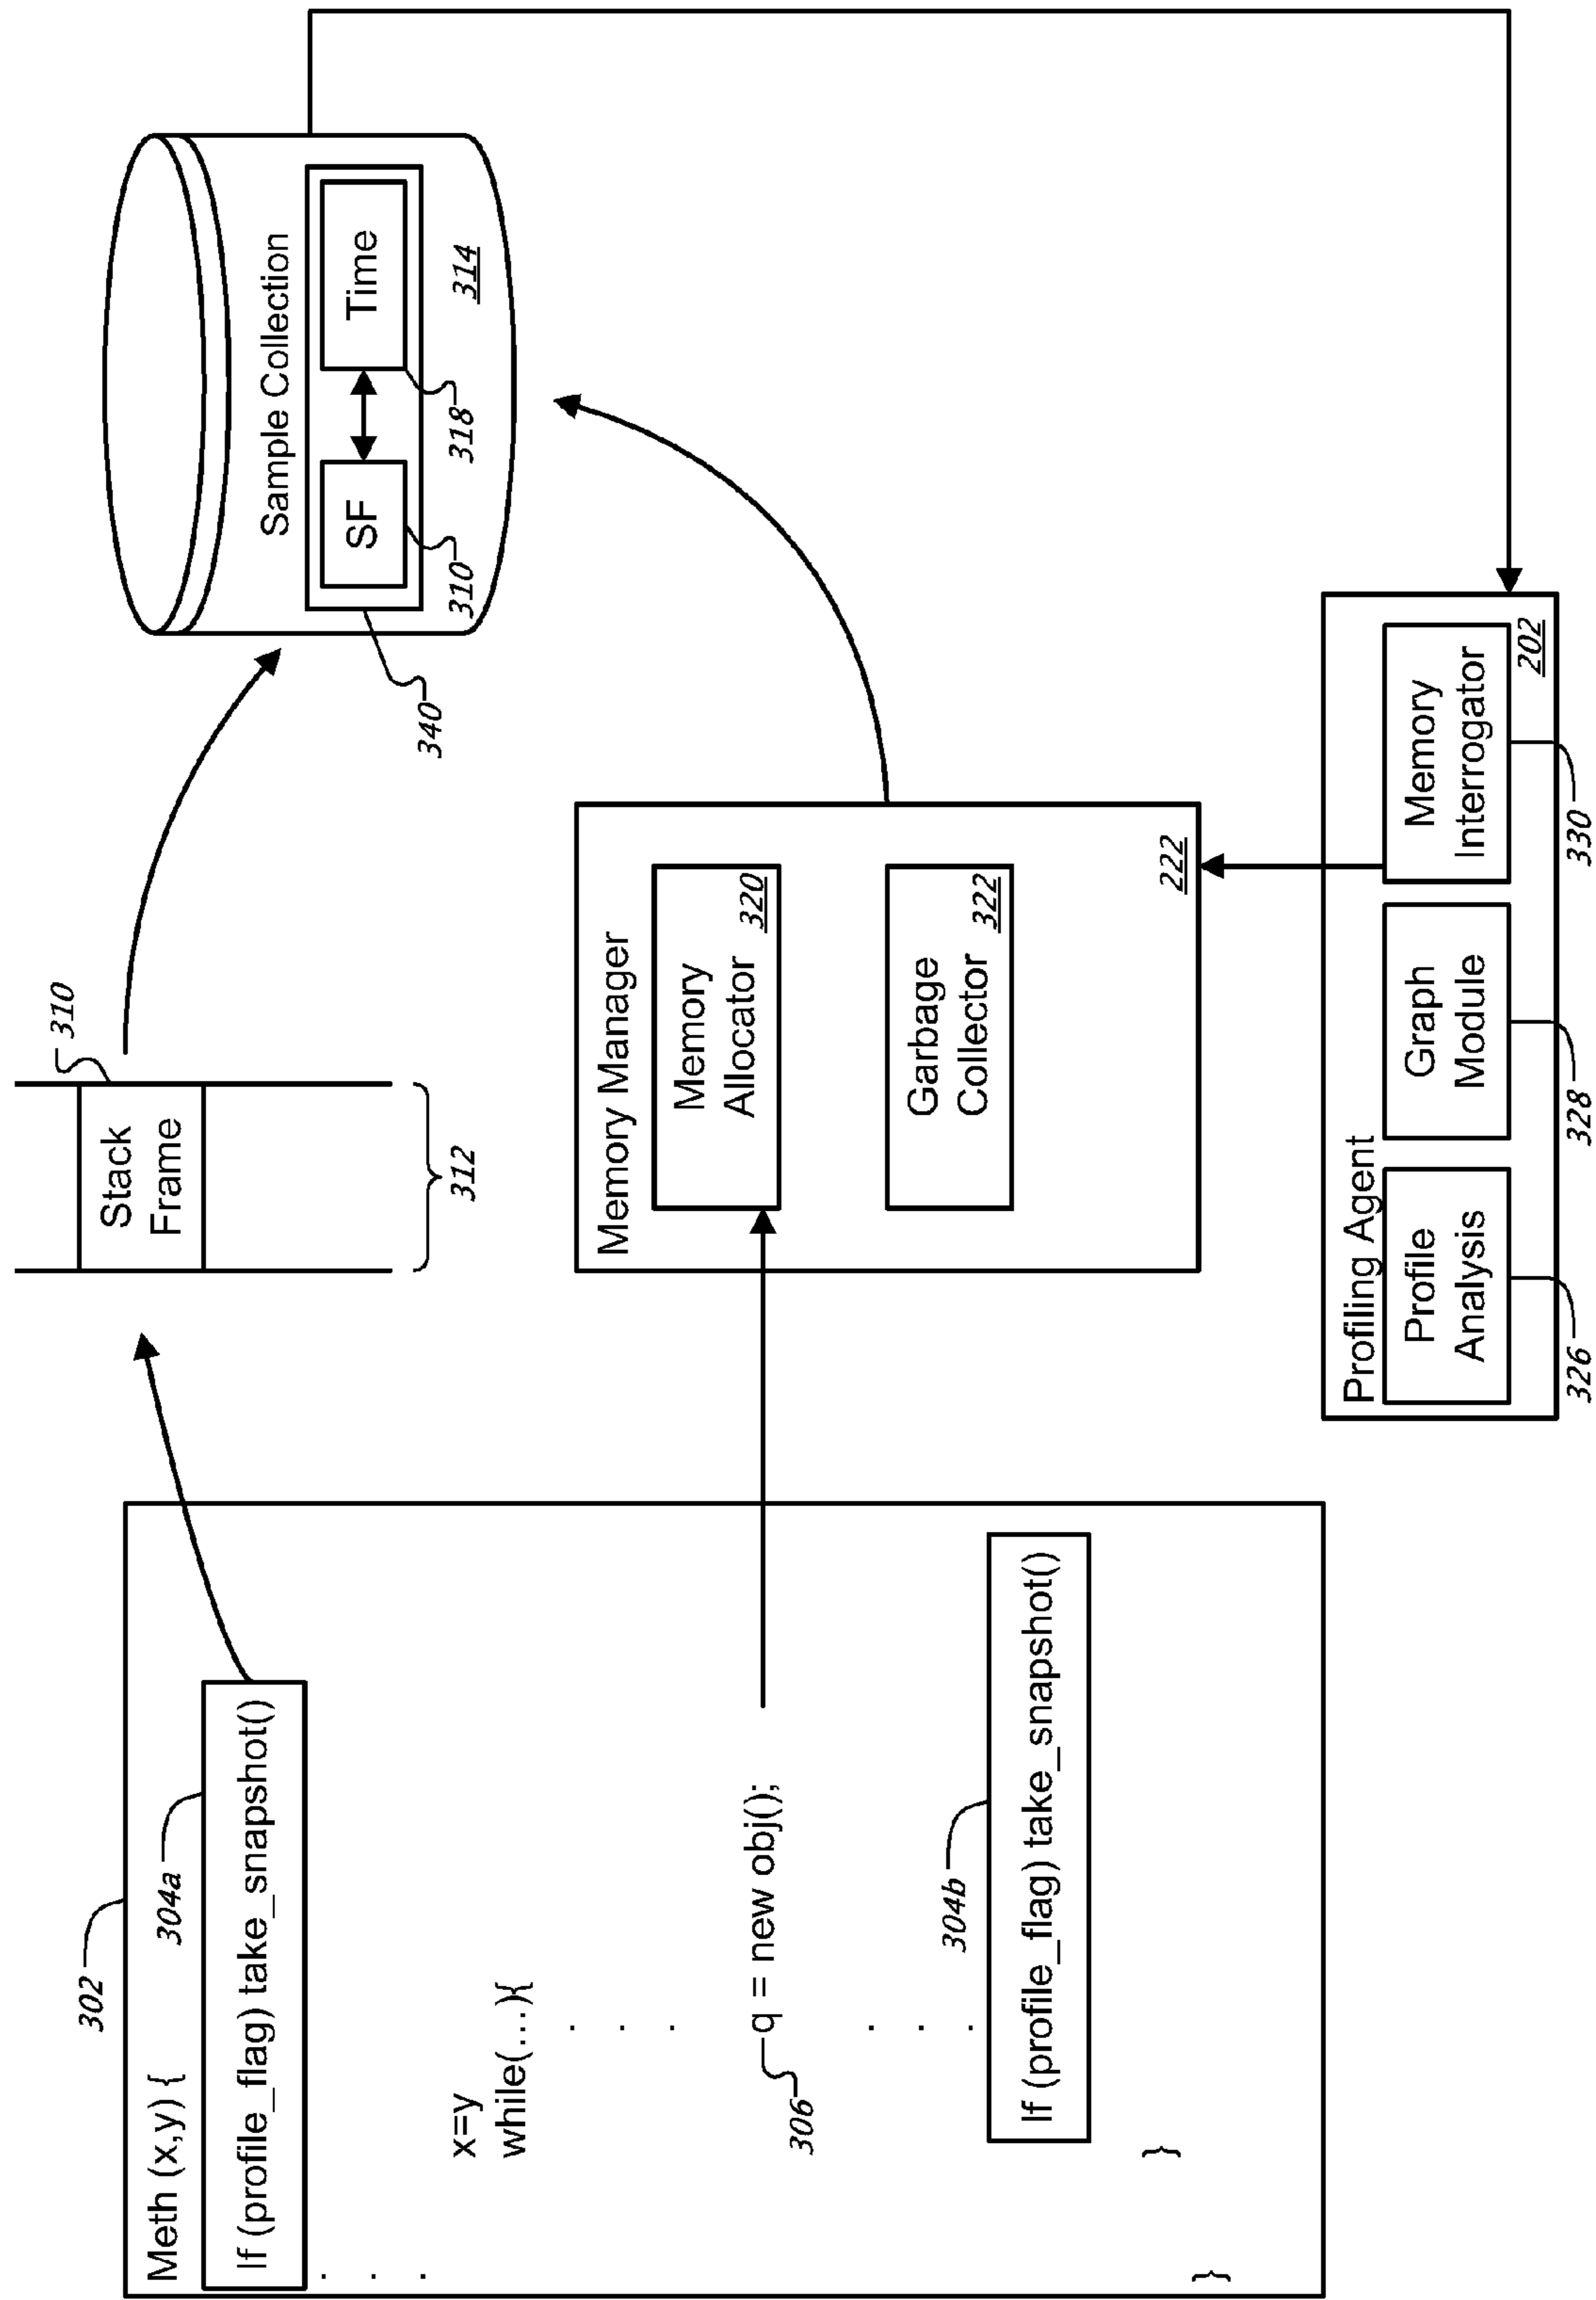 302
Meth (x,y) {
304a
If (profile_flag) take_snapshot()
.
.
.
x=y
while(...){
.
.
.
306
q = new obj();
.
.
.
304b
If (profile_flag) take_snapshot()
}
}
Stack
Frame
310
312
Memory Manager
Memory
Allocator
320
Garbage
Collector
322
222
Sample Collection
SF
Time
310
318
314
340
Profiling Agent
Profile
Analysis
Graph
Module
Memory
Interrogator
202
326
328
330